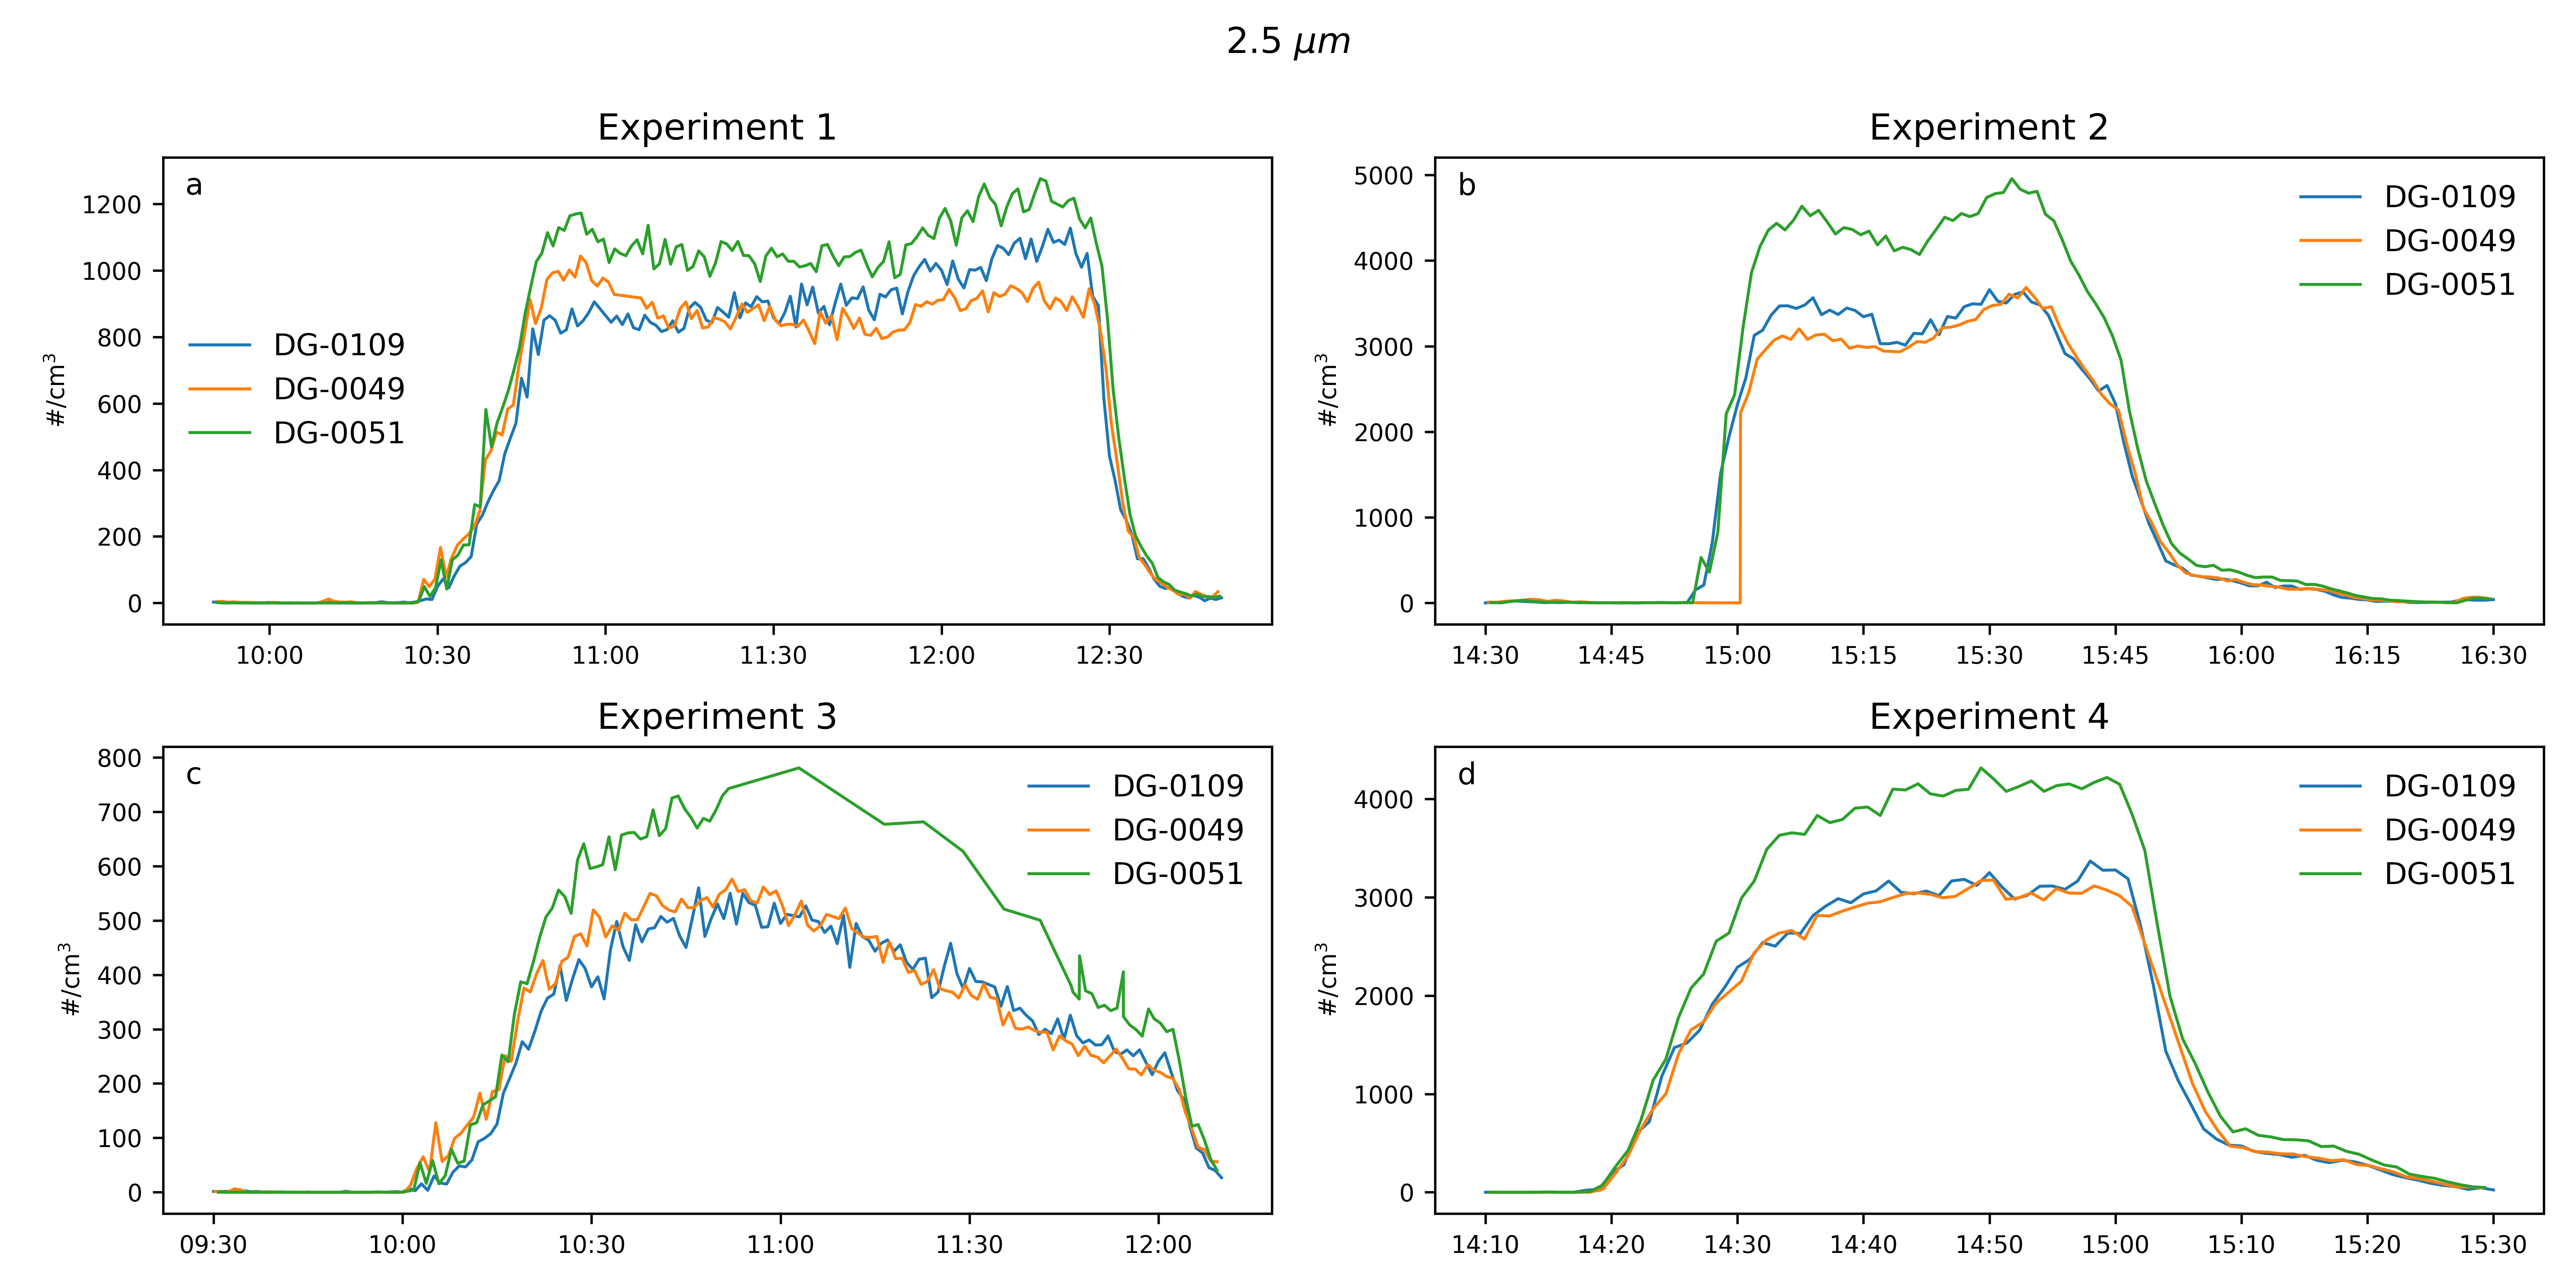 2.5 μm
Experiment 1
a
1200
1000
800
600
400
200
0
#/cm³
DG-0109
DG-0049
DG-0051
10:00 10:30 11:00 11:30 12:00 12:30
Experiment 2
b
5000
4000
3000
2000
1000
0
#/cm³
DG-0109
DG-0049
DG-0051
14:30 14:45 15:00 15:15 15:30 15:45 16:00 16:15 16:30
Experiment 3
c
800
700
600
500
400
300
200
100
0
#/cm³
DG-0109
DG-0049
DG-0051
09:30 10:00 10:30 11:00 11:30 12:00
Experiment 4
d
4000
3000
2000
1000
0
#/cm³
DG-0109
DG-0049
DG-0051
14:10 14:20 14:30 14:40 14:50 15:00 15:10 15:20 15:30